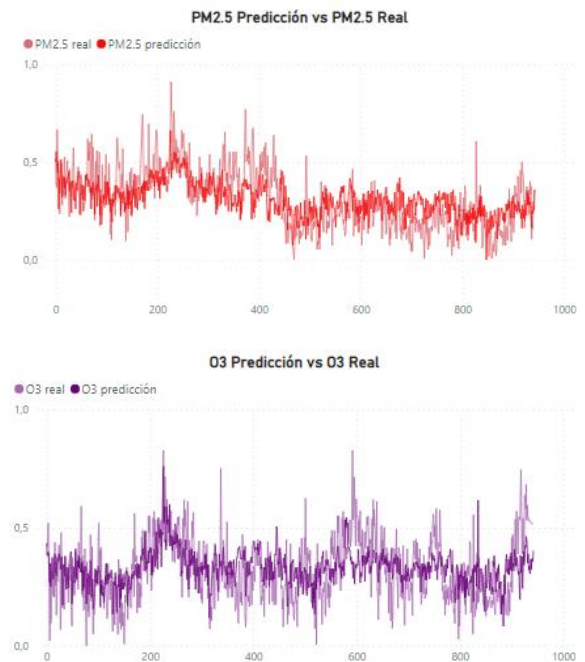 PM2.5 Predicción vs PM2.5 Real
PM2.5 real PM2.5 predicción
1,0
0,5
0,0
0 200 400 600 800 1000
O3 Predicción vs O3 Real
O3 real O3 predicción
1,0
0,5
0,0
0 200 400 600 800 1000